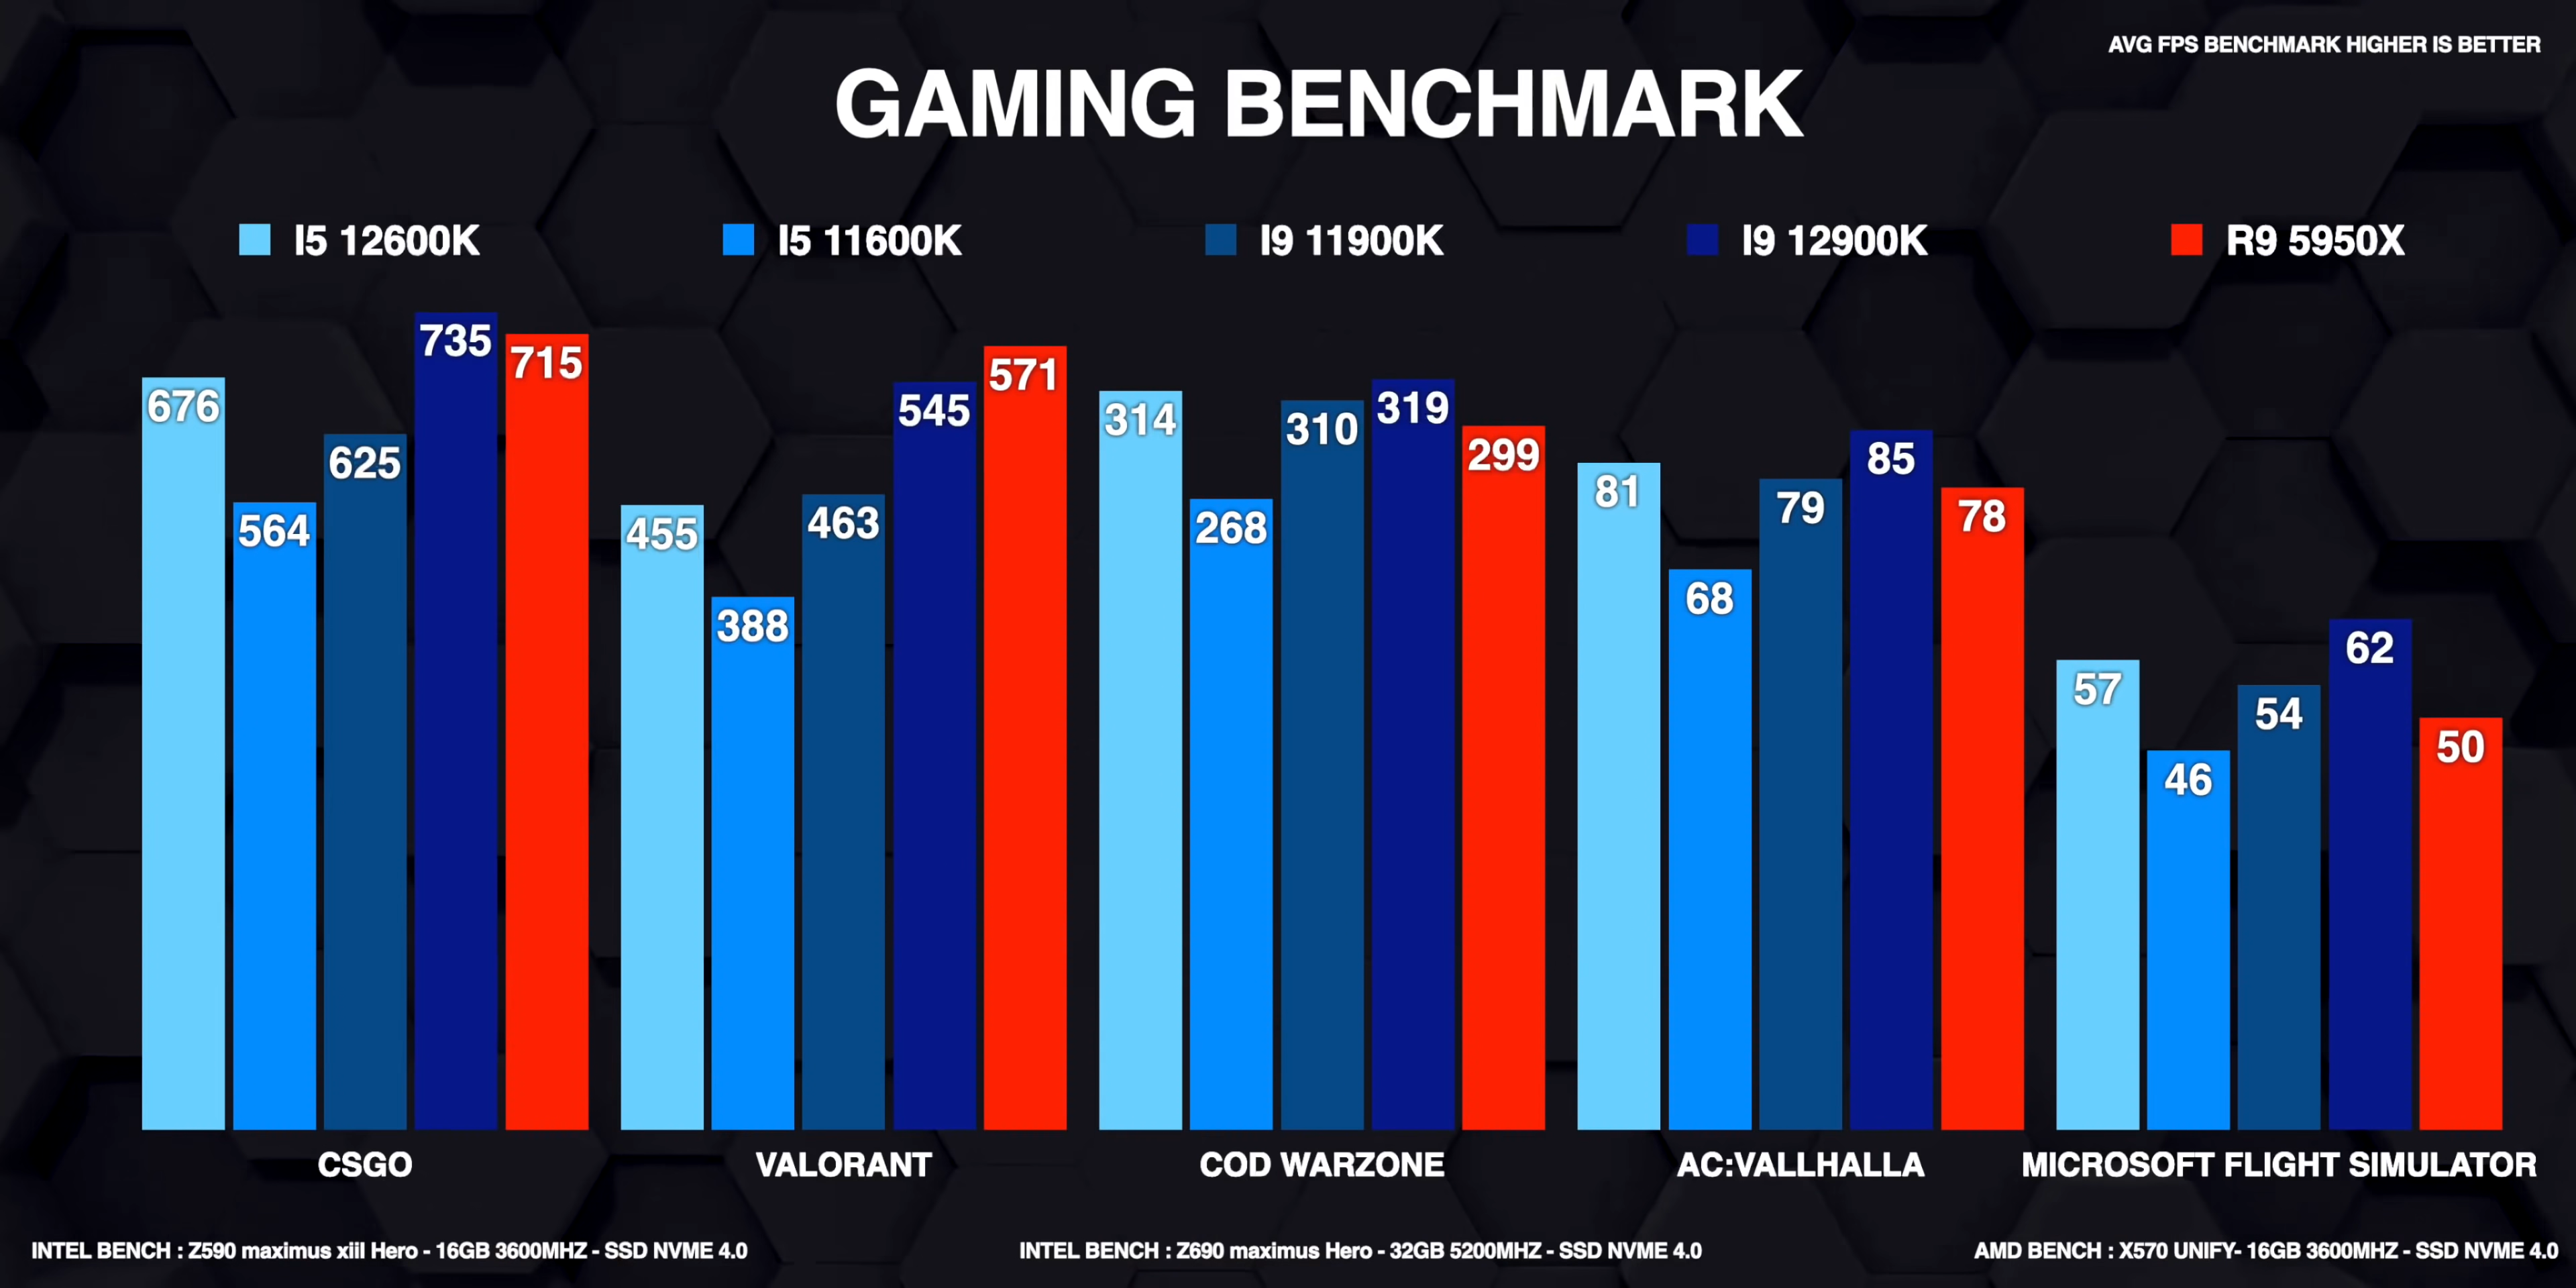 AVG FPS BENCHMARK HIGHER IS BETTER
GAMING BENCHMARK
I5 12600K
I5 11600K
I9 11900K
I9 12900K
R9 5950X
676
564
625
735
715
455
388
463
545
571
314
268
310
319
299
81
68
79
85
78
57
46
54
62
50
CSGO
VALORANT
COD WARZONE
AC:VALLHALLA
MICROSOFT FLIGHT SIMULATOR
INTEL BENCH : Z590 maximus xiil Hero - 16GB 3600MHZ - SSD NVME 4.0
INTEL BENCH : Z690 maximus Hero - 32GB 5200MHZ - SSD NVME 4.0
AMD BENCH : X570 UNIFY- 16GB 3600MHZ - SSD NVME 4.0